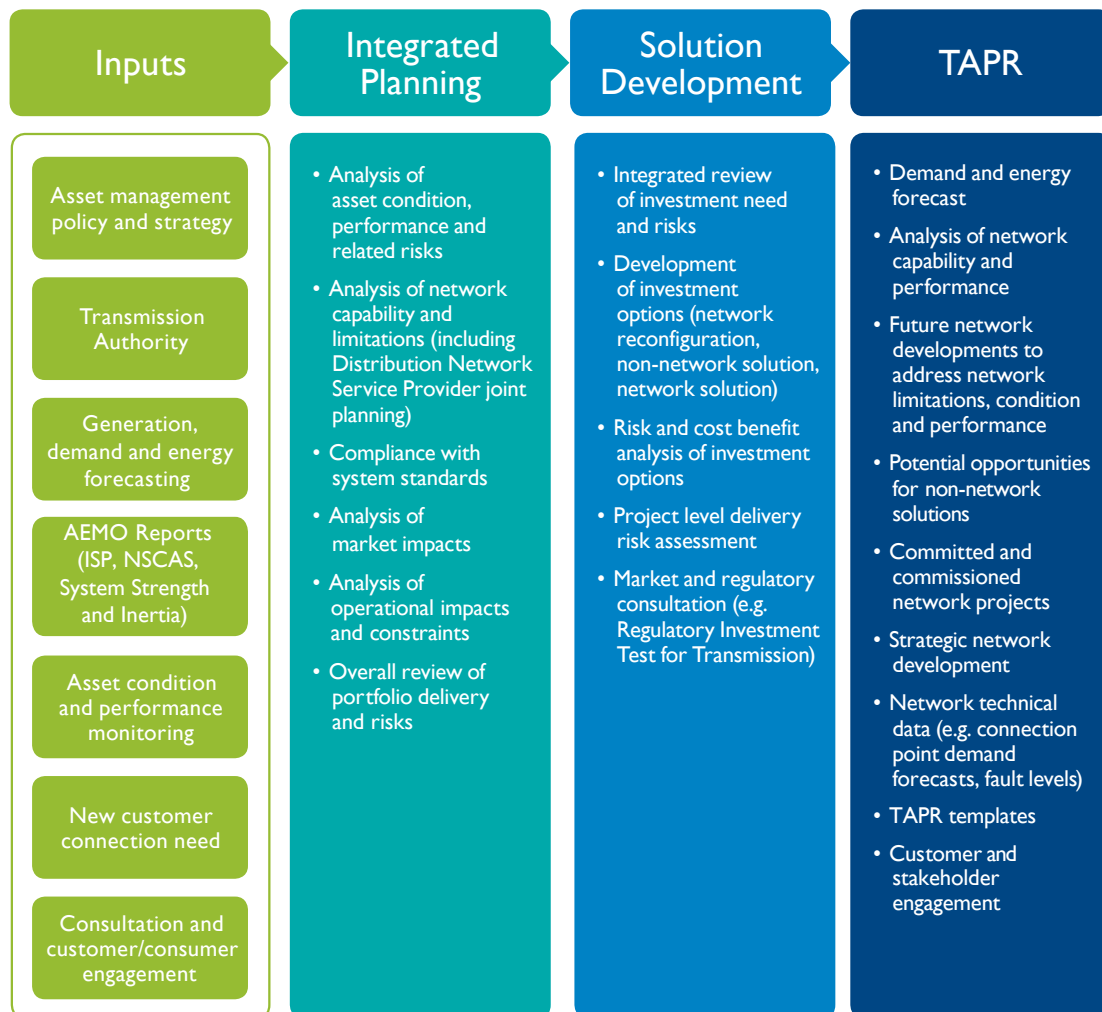 Inputs
Integrated
Planning
Solution
Development
TAPR
Asset management
policy and strategy
Transmission
Authority
Generation,
demand and energy
forecasting
AEMO Reports
(ISP, NSCAS,
System Strength
and Inertia)
Asset condition
and performance
monitoring
New customer
connection need
Consultation and
customer/consumer
engagement
• Analysis of
asset condition,
performance and
related risks
• Analysis of network
capability and
limitations (including
Distribution Network
Service Provider joint
planning)
• Compliance with
system standards
• Analysis of
market impacts
• Analysis of
operational impacts
and constraints
• Overall review of
portfolio delivery
and risks
• Integrated review
of investment need
and risks
• Development
of investment
options (network
reconfiguration,
non-network solution,
network solution)
• Risk and cost benefit
analysis of investment
options
• Project level delivery
risk assessment
• Market and regulatory
consultation (e.g.
Regulatory Investment
Test for Transmission)
• Demand and energy
forecast
• Analysis of network
capability and
performance
• Future network
developments to
address network
limitations, condition
and performance
• Potential opportunities
for non-network
solutions
• Committed and
commissioned
network projects
• Strategic network
development
• Network technical
data (e.g. connection
point demand
forecasts, fault levels)
• TAPR templates
• Customer and
stakeholder
engagement